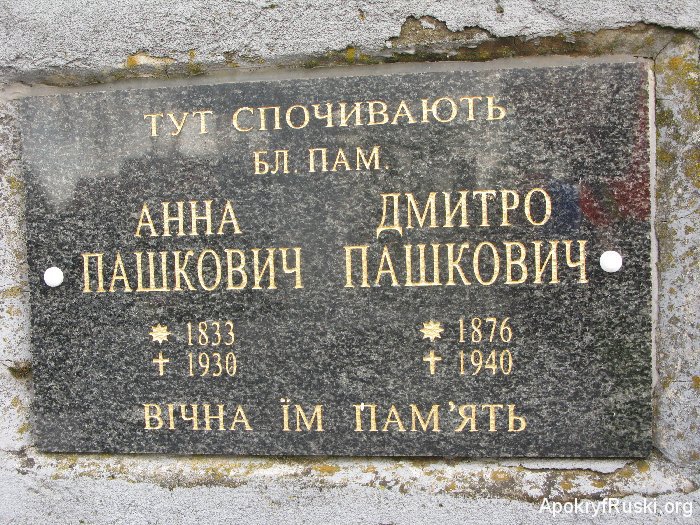 ТУТ СПОЧИВАЮТЬ
БЛ. ПАМ.
АННА
ПАШКОВИЧ
1833
1930
ДМИТРО
ПАШКОВИЧ
1876
1940
ВІЧНА ЇМ ПАМ'ЯТЬ
ApokryfRuski.org